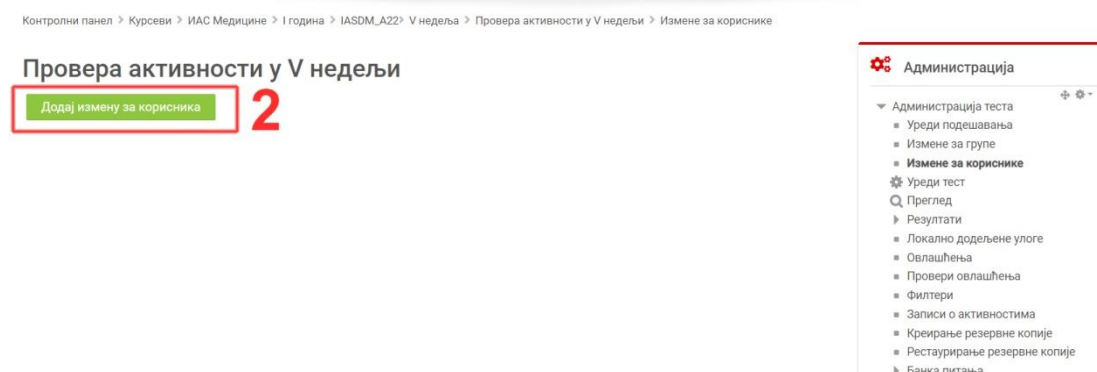 Контролни панел > Курсеви > ИАС Медицине > I година > IASDM_A22> V недеља > Провера активности у V недељи > Измене за кориснике
Провера активности у V недељи
Додај измену за корисника
2
Администрација
Администрација теста
Уреди подешавања
Измене за групе
Измене за кориснике
Уреди тест
Преглед
Резултати
Локално додељене улоге
Овлашћења
Провери овлашћења
Филтери
Записи о активностима
Креирање резервне копије
Рестаурирање резервне копије
Банка питања